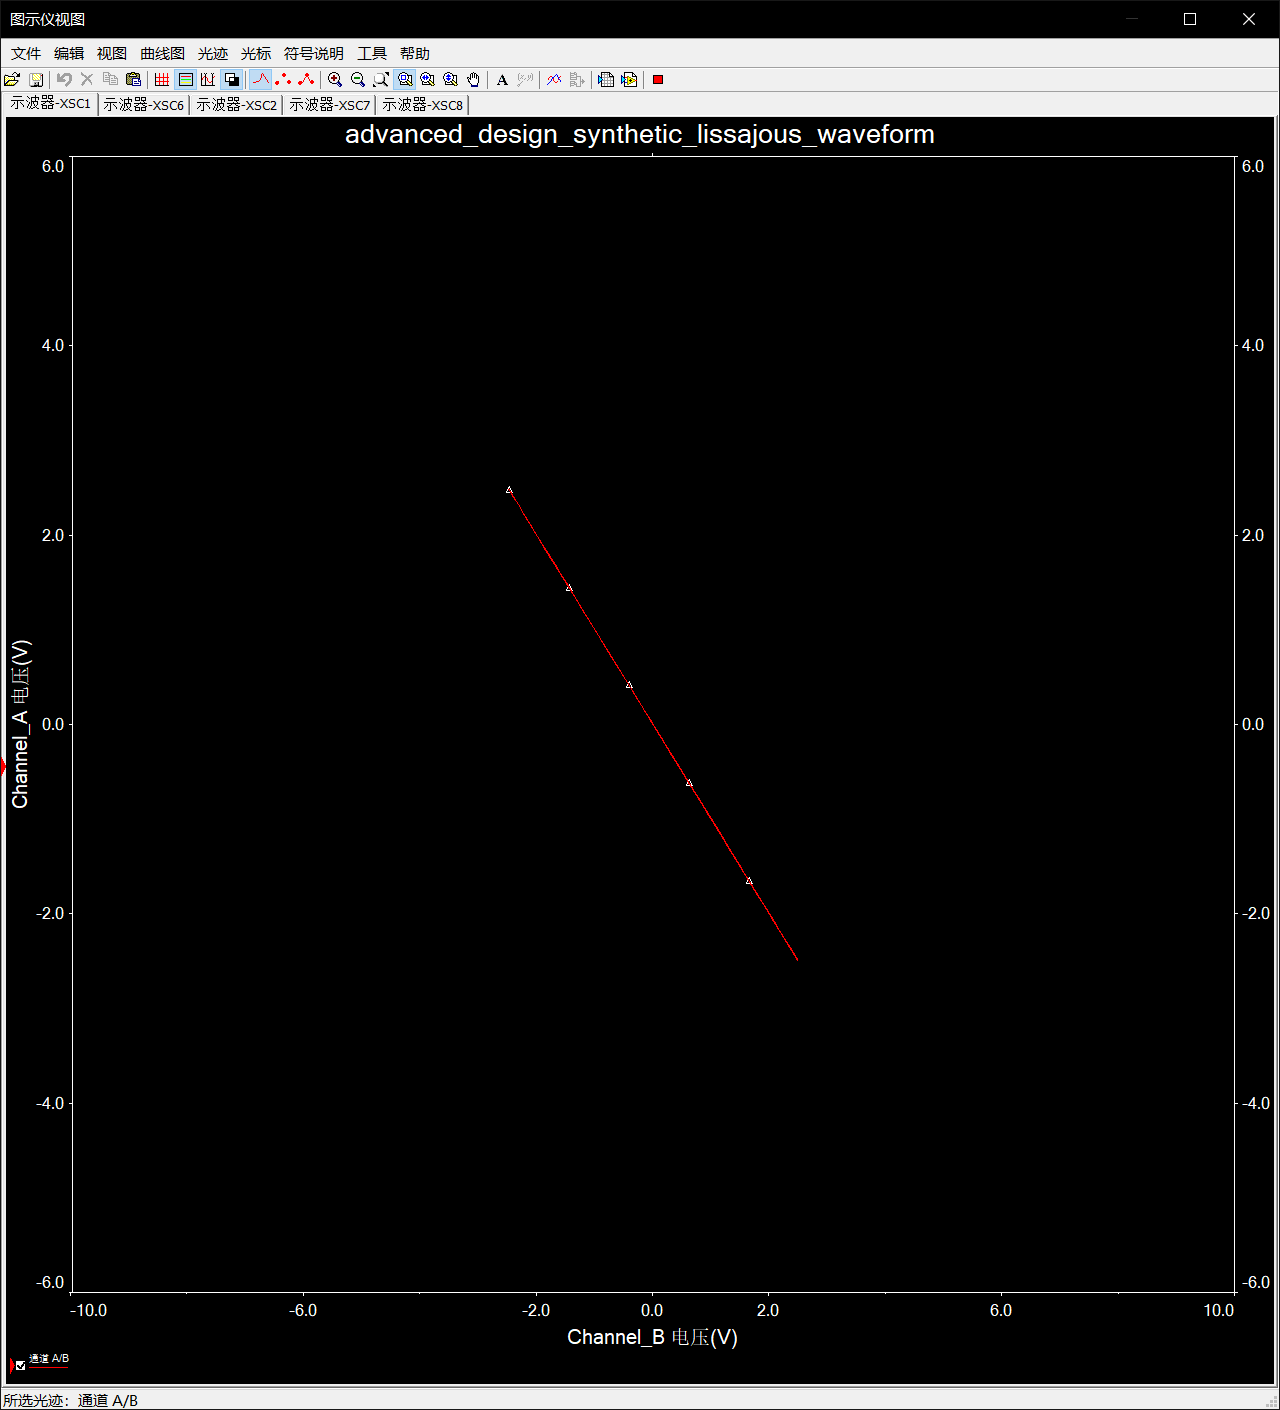 图示仪视图
文件 编辑 视图 曲线图 光迹 光标 符号说明 工具 帮助
A
示波器-XSC1 示波器-XSC6 示波器-XSC2 示波器-XSC7 示波器-XSC8
advanced_design_synthetic_lissajous_waveform
6.0 6.0
4.0 4.0
2.0 2.0
Channel_A 电压(V)
0.0 0.0
-2.0 -2.0
-4.0 -4.0
-6.0 -6.0
-10.0 -6.0 -2.0 0.0 2.0 6.0 10.0
Channel_B 电压(V)
通道 A/B
所选光迹：通道 A/B